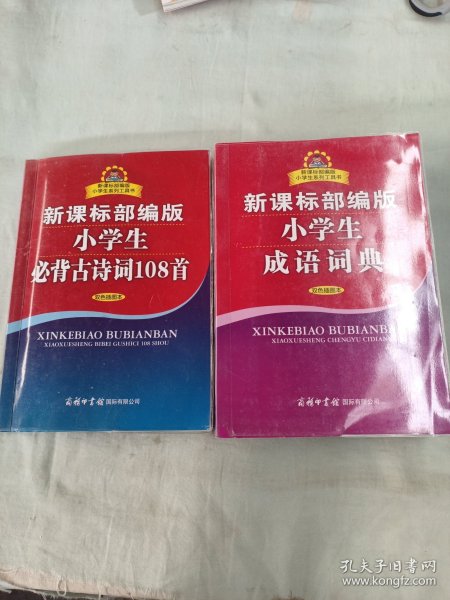 新课标部编版
小学生系列工具书
新课标部编版
小学生
必背古诗词108首
双色插图本
XINKEBIAO BUBIANBAN
XIAOXUESHENG BIBEI GUSHICI 108 SHOU
商务印书馆国际有限公司
新课标部编版
小学生系列工具书
新课标部编版
小学生
成语词典
双色插图本
XINKEBIAO BUBIANBAN
XIAOXUESHENG CHENGYU CIDIAN
商务印书馆国际有限公司
孔夫子旧书网
www.kongfz.com